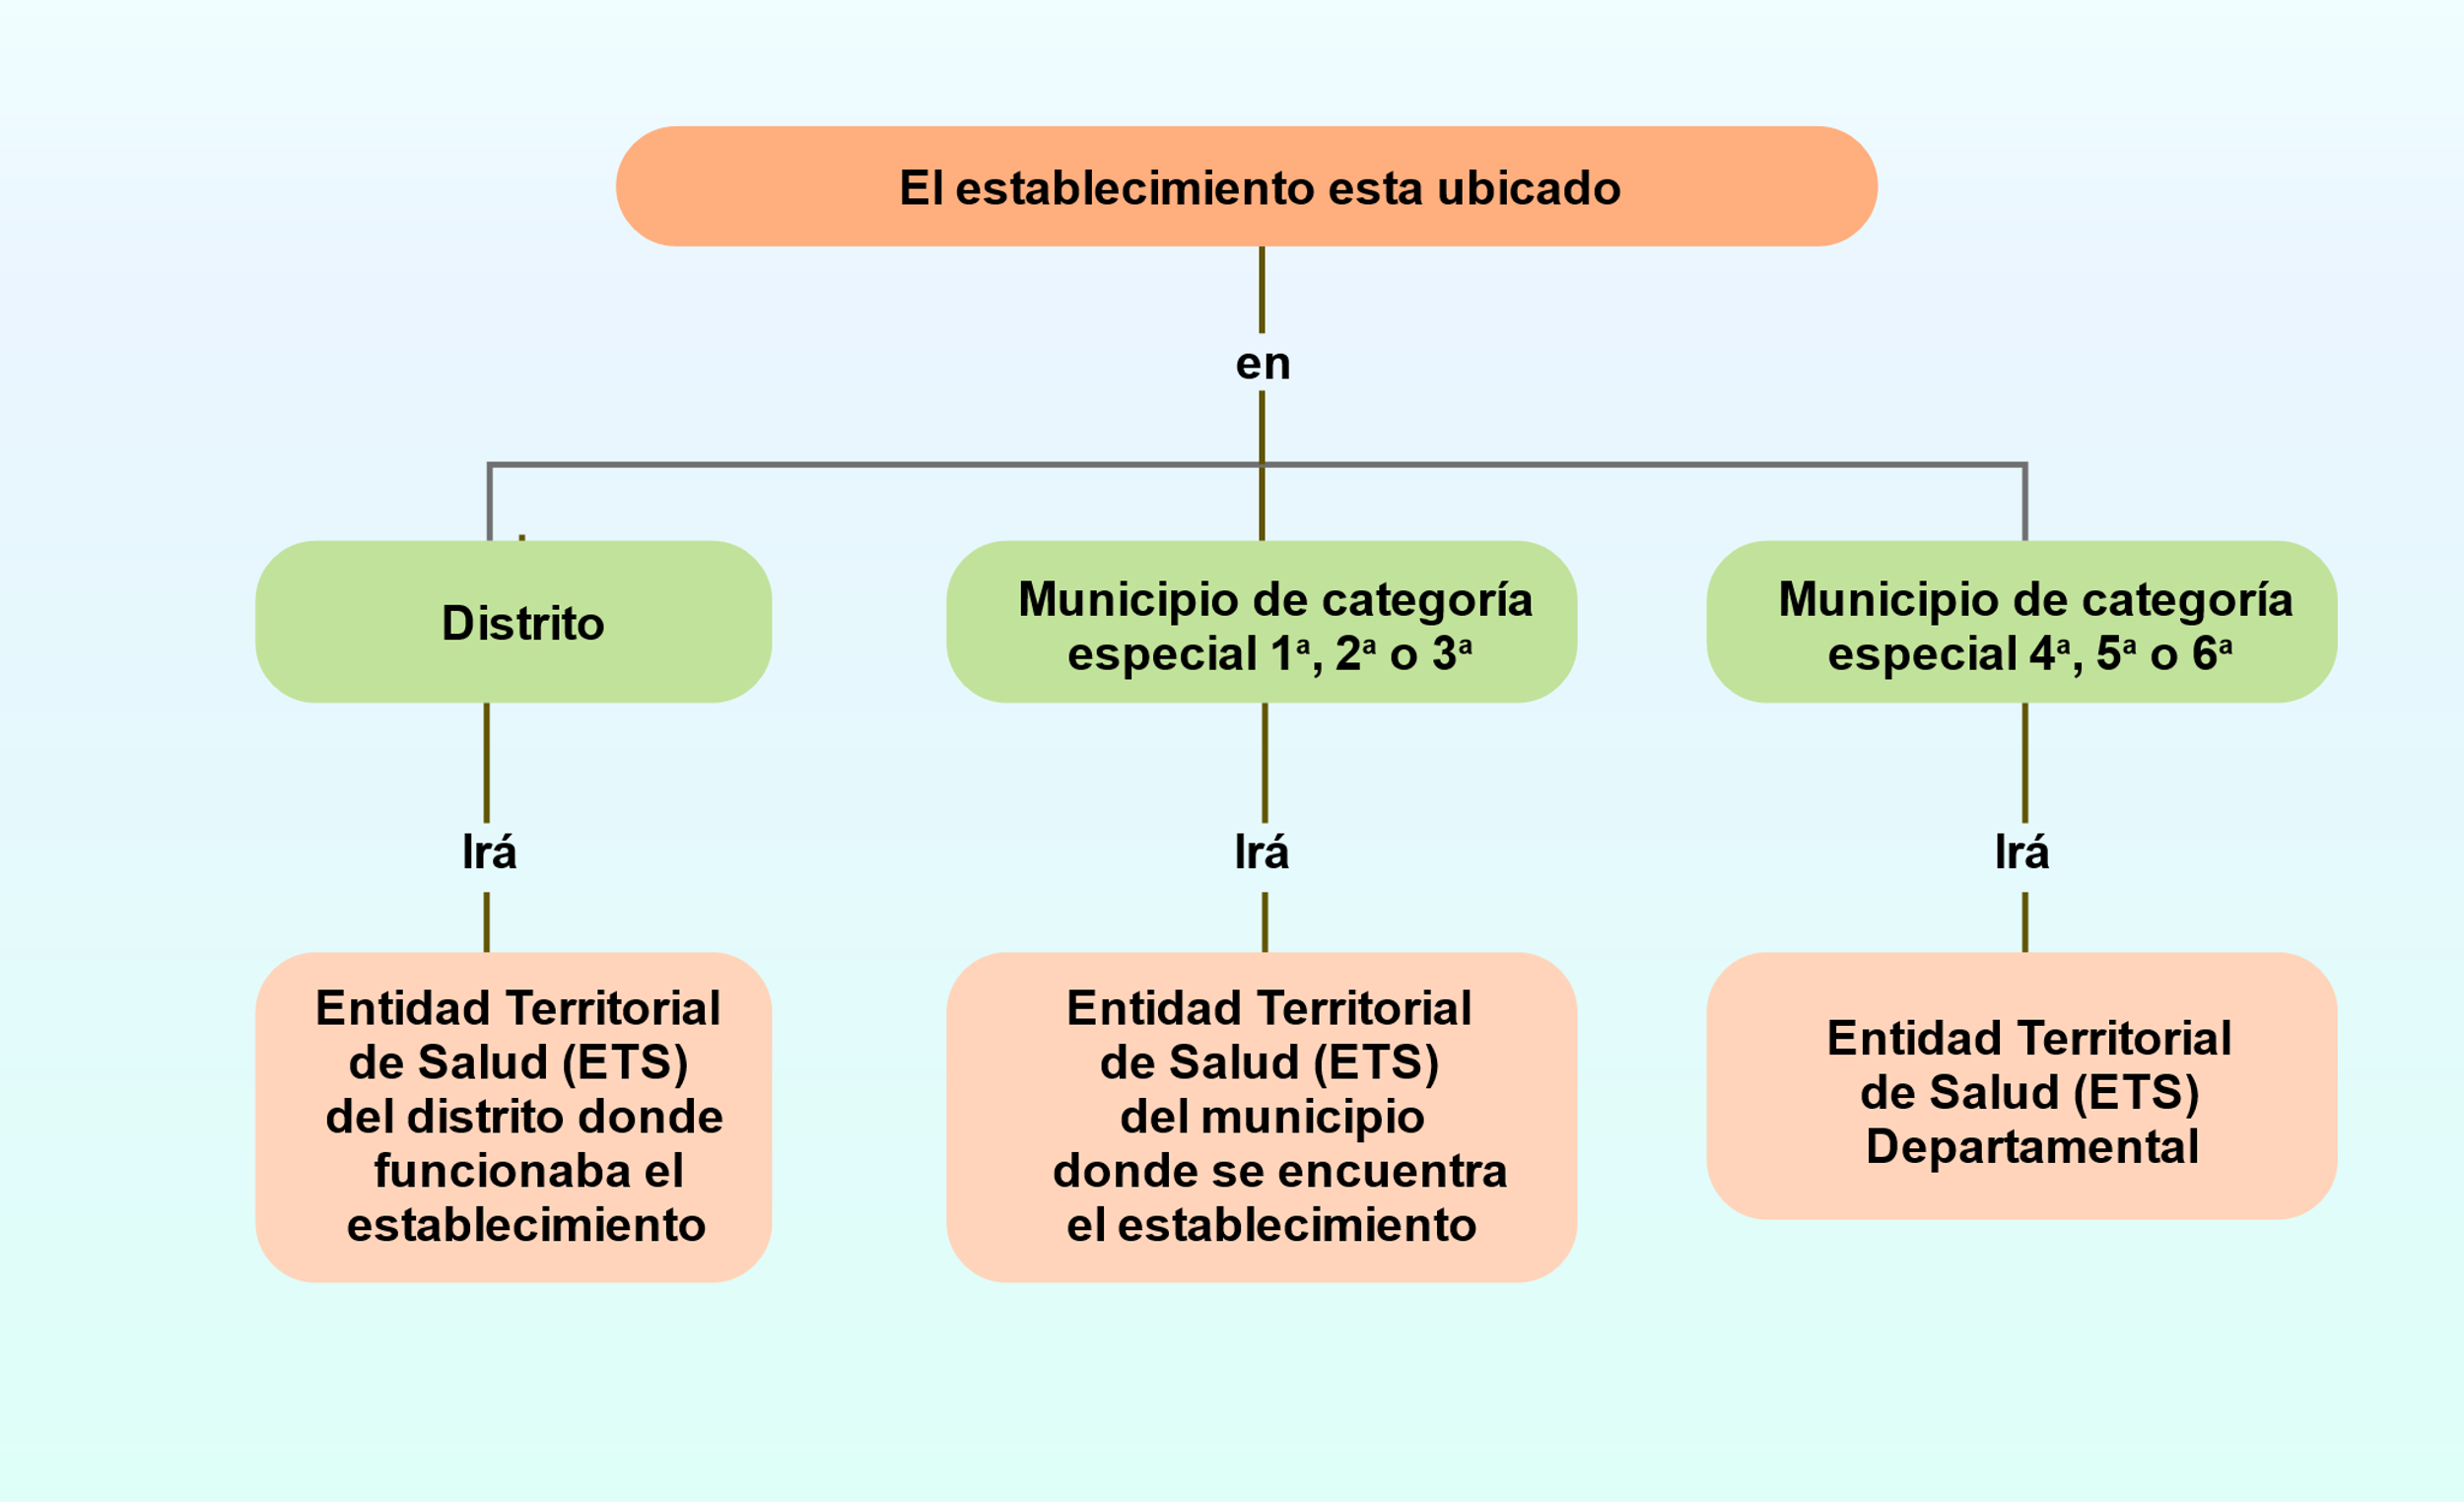 El establecimiento esta ubicado
en
Distrito
Municipio de categoría
especial 1ª, 2ª o 3ª
Municipio de categoría
especial 4ª, 5ª o 6ª
Irá
Irá
Irá
Entidad Territorial
de Salud (ETS)
del distrito donde
funcionaba el
establecimiento
Entidad Territorial
de Salud (ETS)
del municipio
donde se encuentra
el establecimiento
Entidad Territorial
de Salud (ETS)
Departamental